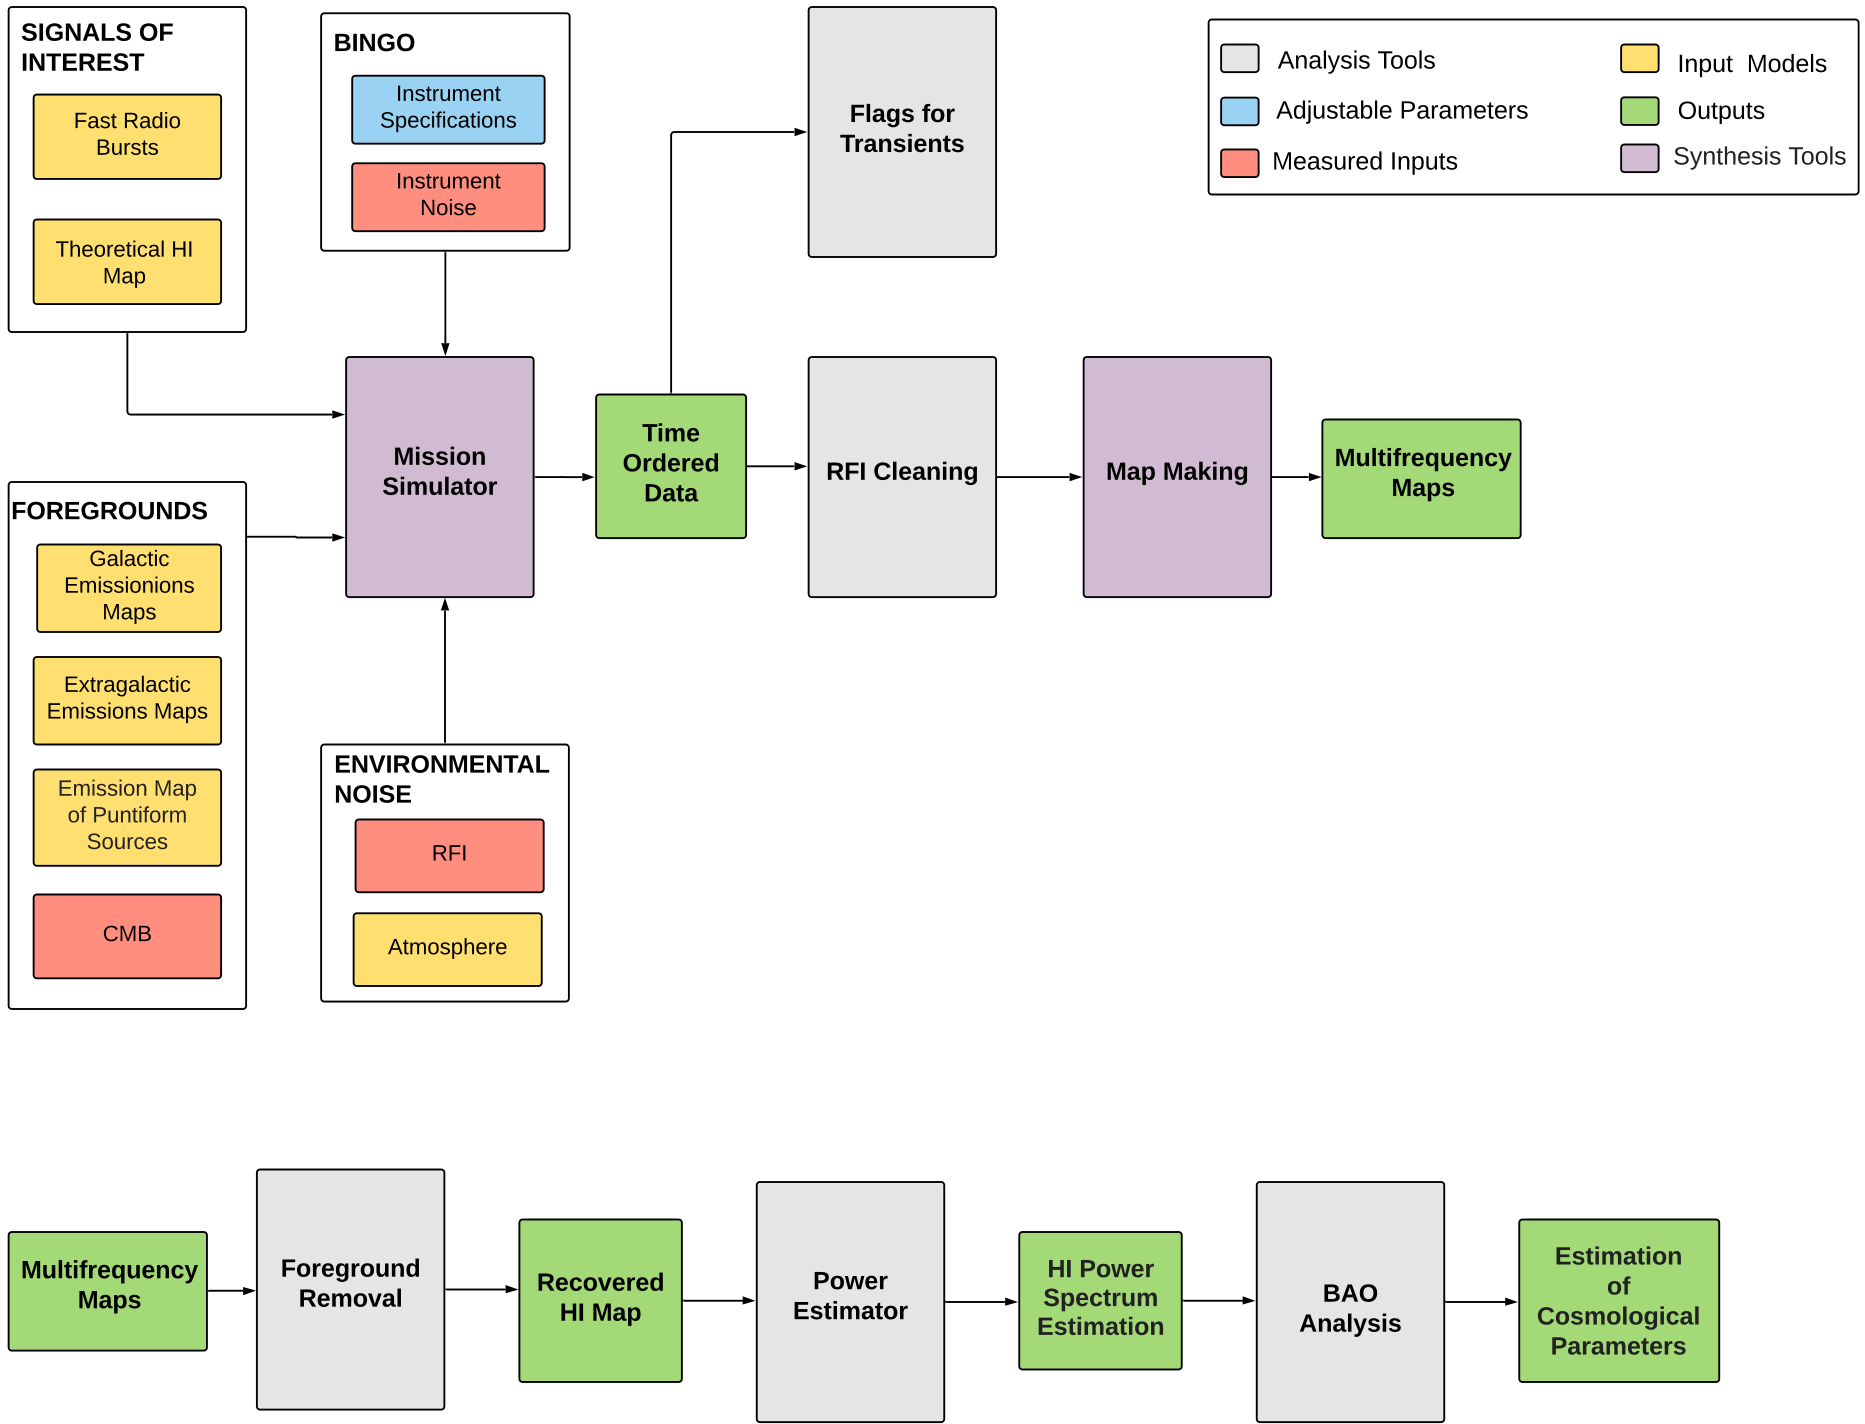 SIGNALS OF
INTEREST
Fast Radio
Bursts
Theoretical HI
Map
BINGO
Instrument
Specifications
Instrument
Noise
Flags for
Transients
Analysis Tools
Adjustable Parameters
Measured Inputs
Input  Models
Outputs
Synthesis Tools
Mission
Simulator
Time
Ordered
Data
RFI Cleaning
Map Making
Multifrequency
Maps
FOREGROUNDS
Galactic
Emissionions
Maps
Extragalactic
Emissions Maps
Emission Map
of Puntiform
Sources
CMB
ENVIRONMENTAL
NOISE
RFI
Atmosphere
Multifrequency
Maps
Foreground
Removal
Recovered
HI Map
Power
Estimator
HI Power
Spectrum
Estimation
BAO
Analysis
Estimation
of
Cosmological
Parameters